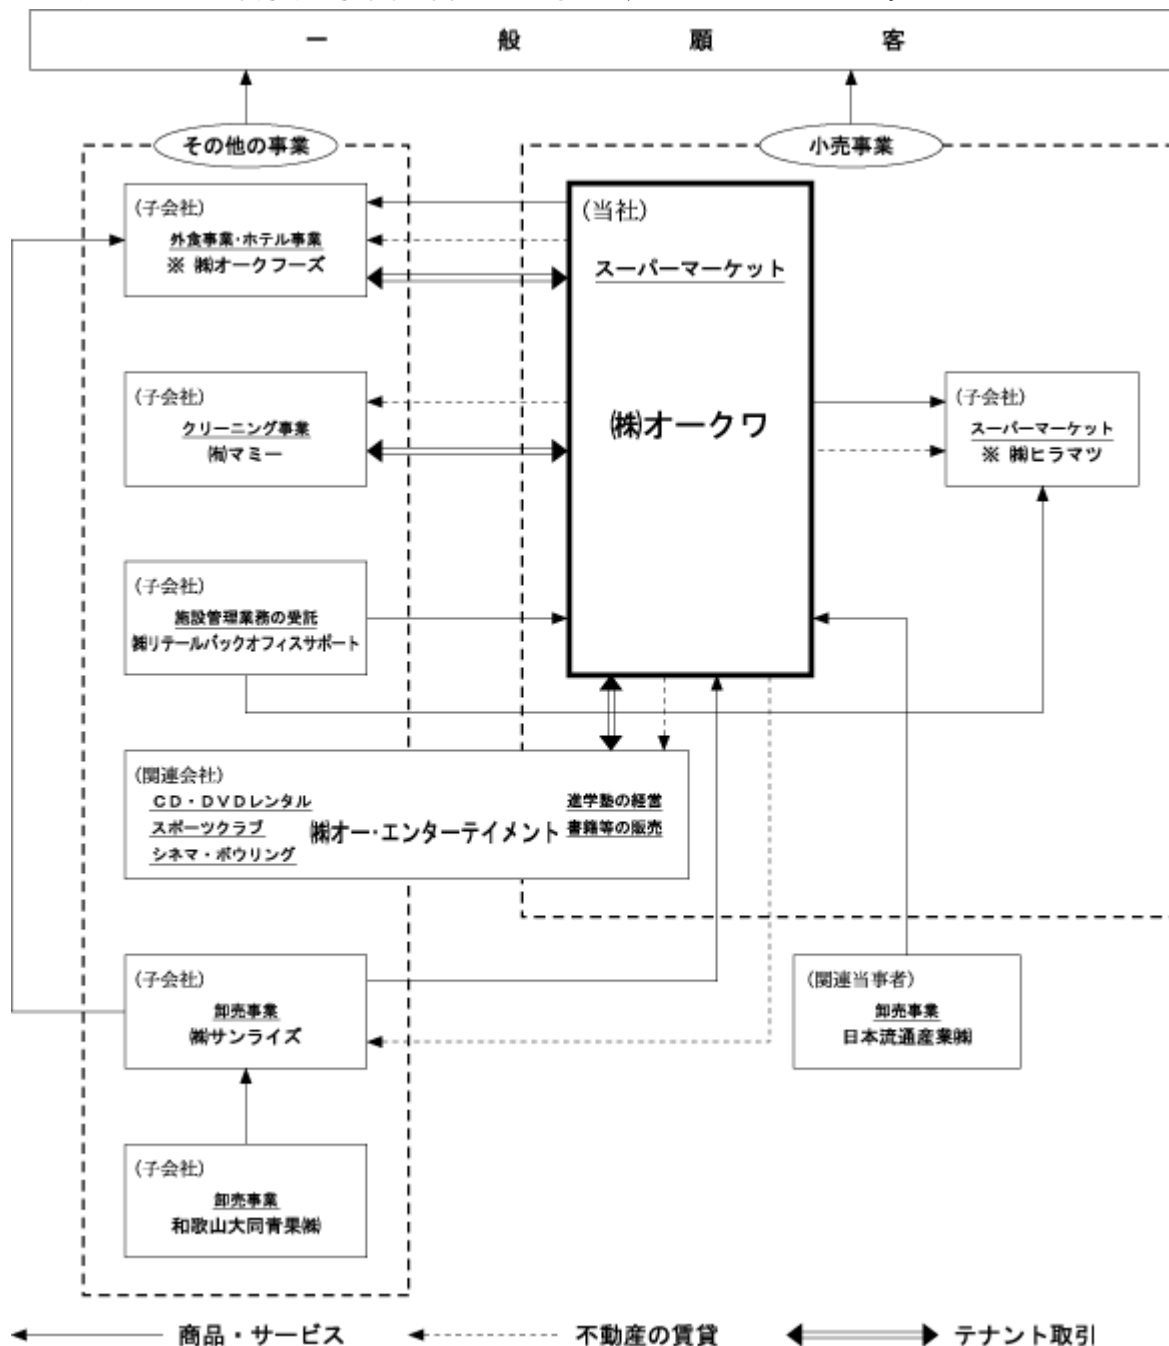 一般顧客
その他の事業
小売事業
(子会社)
外食事業・ホテル事業
※ ㈱オークフーズ
(当社)
スーパーマーケット
㈱オークワ
(子会社)
クリーニング事業
㈲マミー
(子会社)
スーパーマーケット
※ ㈱ヒラマツ
(子会社)
施設管理業務の受託
㈱リテールバックオフィスサポート
(関連会社)
CD・DVDレンタル
スポーツクラブ
シネマ・ボウリング
㈱オー・エンターテイメント
進学塾の経営
書籍等の販売
(子会社)
卸売事業
㈱サンライズ
(関連当事者)
卸売事業
日本流通産業㈱
(子会社)
卸売事業
和歌山大同青果㈱
商品・サービス
不動産の賃貸
テナント取引